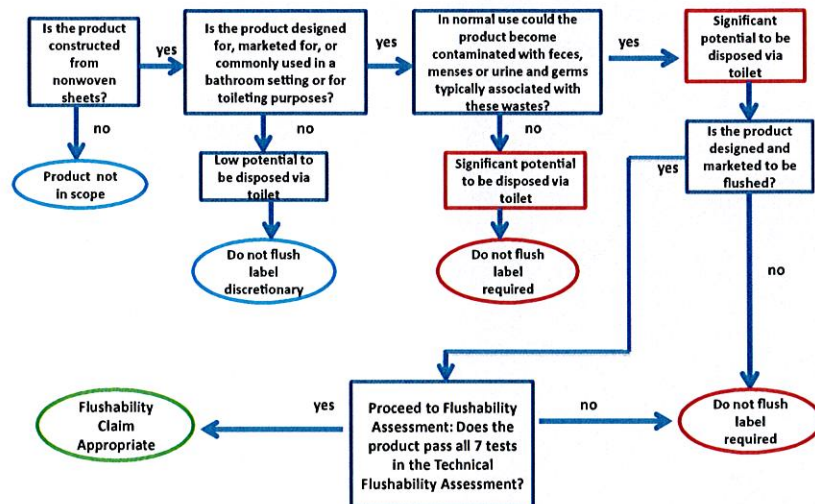 Is the product
constructed
from
nonwoven
sheets?
yes
Is the product designed
for, marketed for, or
commonly used in a
bathroom setting or for
toileting purposes?
yes
In normal use could the
product become
contaminated with feces,
menses or urine and germs
typically associated with
these wastes?
yes
Significant
potential to be
disposed via
toilet
no
Product not
in scope
no
Low potential to
be disposed via
toilet
Do not flush
label
discretionary
no
Significant potential
to be disposed via
toilet
Do not flush
label
required
Is the product
designed and
marketed to be
flushed?
yes
no
Proceed to Flushability
Assessment: Does the
product pass all 7 tests
in the Technical
Flushability Assessment?
yes
Flushability
Claim
Appropriate
no
Do not flush
label
required